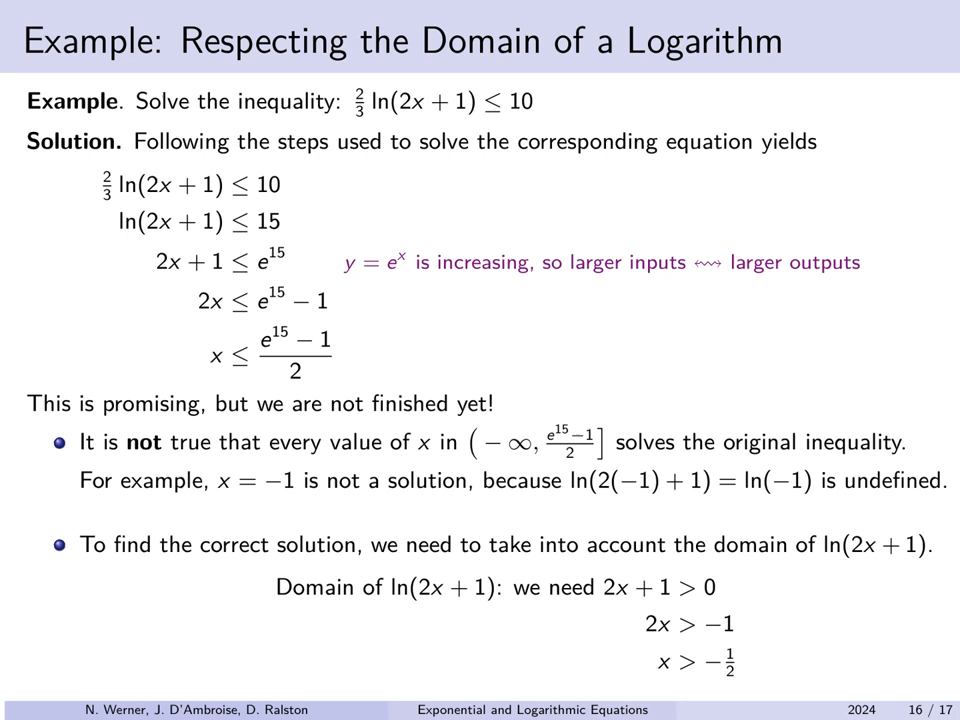 Example: Respecting the Domain of a Logarithm
Example. Solve the inequality: 2/3 ln(2x + 1) ≤ 10
Solution. Following the steps used to solve the corresponding equation yields
2/3 ln(2x + 1) ≤ 10
ln(2x + 1) ≤ 15
2x + 1 ≤ e^15 y = e^x is increasing, so larger inputs ↭ larger outputs
2x ≤ e^15 − 1
x ≤ (e^15 − 1)/2
This is promising, but we are not finished yet!
• It is not true that every value of x in (− ∞, (e^15−1)/2] solves the original inequality.
For example, x = −1 is not a solution, because ln(2(−1) + 1) = ln(−1) is undefined.
• To find the correct solution, we need to take into account the domain of ln(2x + 1).
Domain of ln(2x + 1): we need 2x + 1 > 0
2x > −1
x > −1/2
N. Werner, J. D'Ambroise, D. Ralston Exponential and Logarithmic Equations 2024 16 / 17